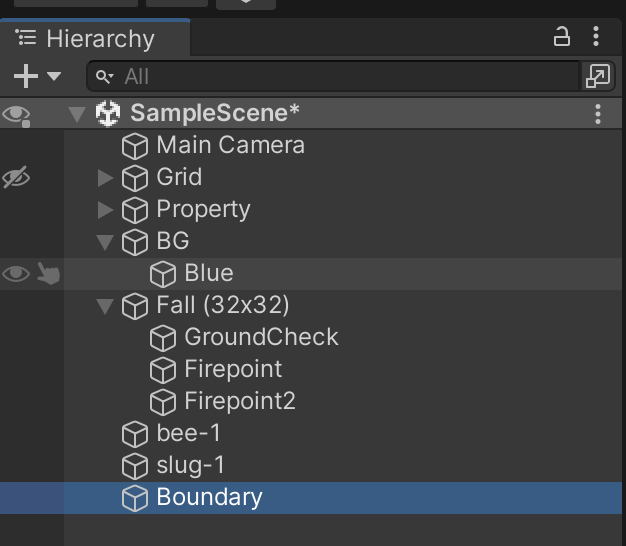 Hierarchy
All
SampleScene*
Main Camera
Grid
Property
BG
Blue
Fall (32x32)
GroundCheck
Firepoint
Firepoint2
bee-1
slug-1
Boundary